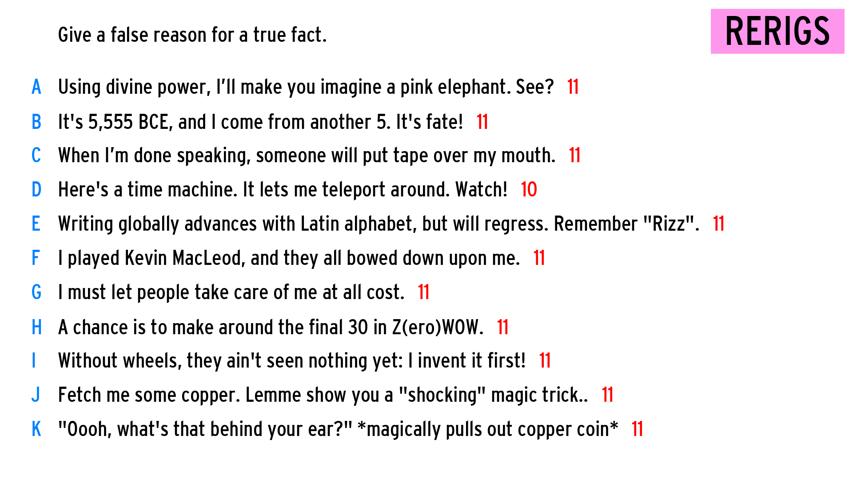 Give a false reason for a true fact.
RERIGS
A Using divine power, I'll make you imagine a pink elephant. See? 11
B It's 5,555 BCE, and I come from another 5. It's fate! 11
C When I'm done speaking, someone will put tape over my mouth. 11
D Here's a time machine. It lets me teleport around. Watch! 10
E Writing globally advances with Latin alphabet, but will regress. Remember "Rizz". 11
F I played Kevin MacLeod, and they all bowed down upon me. 11
G I must let people take care of me at all cost. 11
H A chance is to make around the final 30 in Z(ero)WOW. 11
I Without wheels, they ain't seen nothing yet: I invent it first! 11
J Fetch me some copper. Lemme show you a "shocking" magic trick.. 11
K "Oooh, what's that behind your ear?" *magically pulls out copper coin* 11